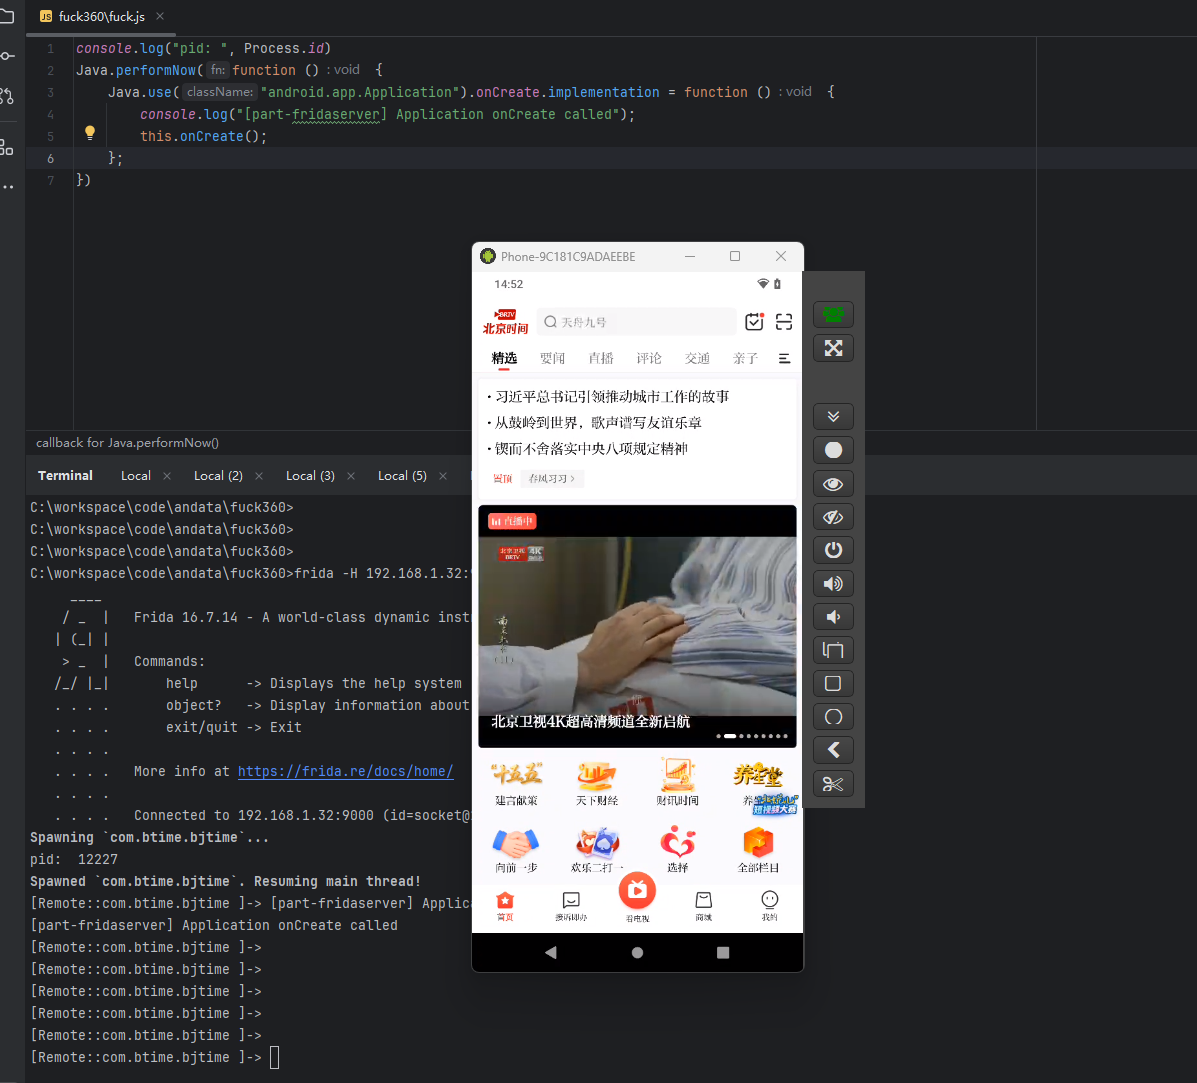 fuck360\fuck.js
1 console.log("pid: ", Process.id)
2 Java.performNow( fn: function () : void {
3 Java.use( className: "android.app.Application").onCreate.implementation = function () : void {
4 console.log("[part-fridaserver] Application onCreate called");
5 this.onCreate();
6 };
7 })
callback for Java.performNow()
Terminal Local Local (2) Local (3) Local (5)
C:\workspace\code\andata\fuck360>
C:\workspace\code\andata\fuck360>
C:\workspace\code\andata\fuck360>
C:\workspace\code\andata\fuck360>frida -H 192.168.1.32:
____
/ _ | Frida 16.7.14 - A world-class dynamic inst
| (_| |
> _ | Commands:
/_/ |_| help -> Displays the help system
. . . . object? -> Display information about
. . . . exit/quit -> Exit
. . . .
. . . . More info at https://frida.re/docs/home/
. . . .
. . . . Connected to 192.168.1.32:9000 (id=socket@
Spawning `com.btime.bjtime`...
pid: 12227
Spawned `com.btime.bjtime`. Resuming main thread!
[Remote::com.btime.bjtime ]-> [part-fridaserver] Applic
[part-fridaserver] Application onCreate called
[Remote::com.btime.bjtime ]->
[Remote::com.btime.bjtime ]->
[Remote::com.btime.bjtime ]->
[Remote::com.btime.bjtime ]->
[Remote::com.btime.bjtime ]->
[Remote::com.btime.bjtime ]->
Phone-9C181C9ADAEEBE
14:52
BRTV
北京时间
天舟九号
精选 要闻 直播 评论 交通 亲子
·习近平总书记引领推动城市工作的故事
·从鼓岭到世界，歌声谱写友谊乐章
·锲而不舍落实中央八项规定精神
置顶 春风习习
直播中
北京卫视 4K
BRTV
北京卫视4K超高清频道全新启航
"十五五" 养生堂
建言献策 天下财经 财讯时间
短视频大赛
向前一步 欢乐二打一 选择 全部栏目
首页 接诉即办 看电视 商城 我的